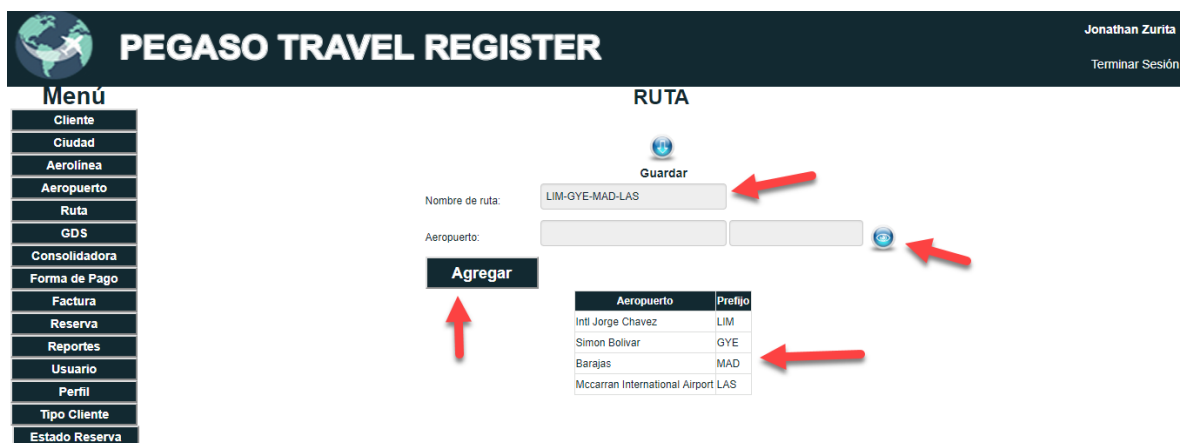 PEGASO TRAVEL REGISTER
Jonathan Zurita
Terminar Sesión
Menú
Cliente
Ciudad
Aerolínea
Aeropuerto
Ruta
GDS
Consolidadora
Forma de Pago
Factura
Reserva
Reportes
Usuario
Perfil
Tipo Cliente
Estado Reserva
RUTA
Guardar
Nombre de ruta: LIM-GYE-MAD-LAS
Aeropuerto:
Agregar
Aeropuerto Prefijo
Intl Jorge Chavez LIM
Simon Bolivar GYE
Barajas MAD
Mccarran International Airport LAS